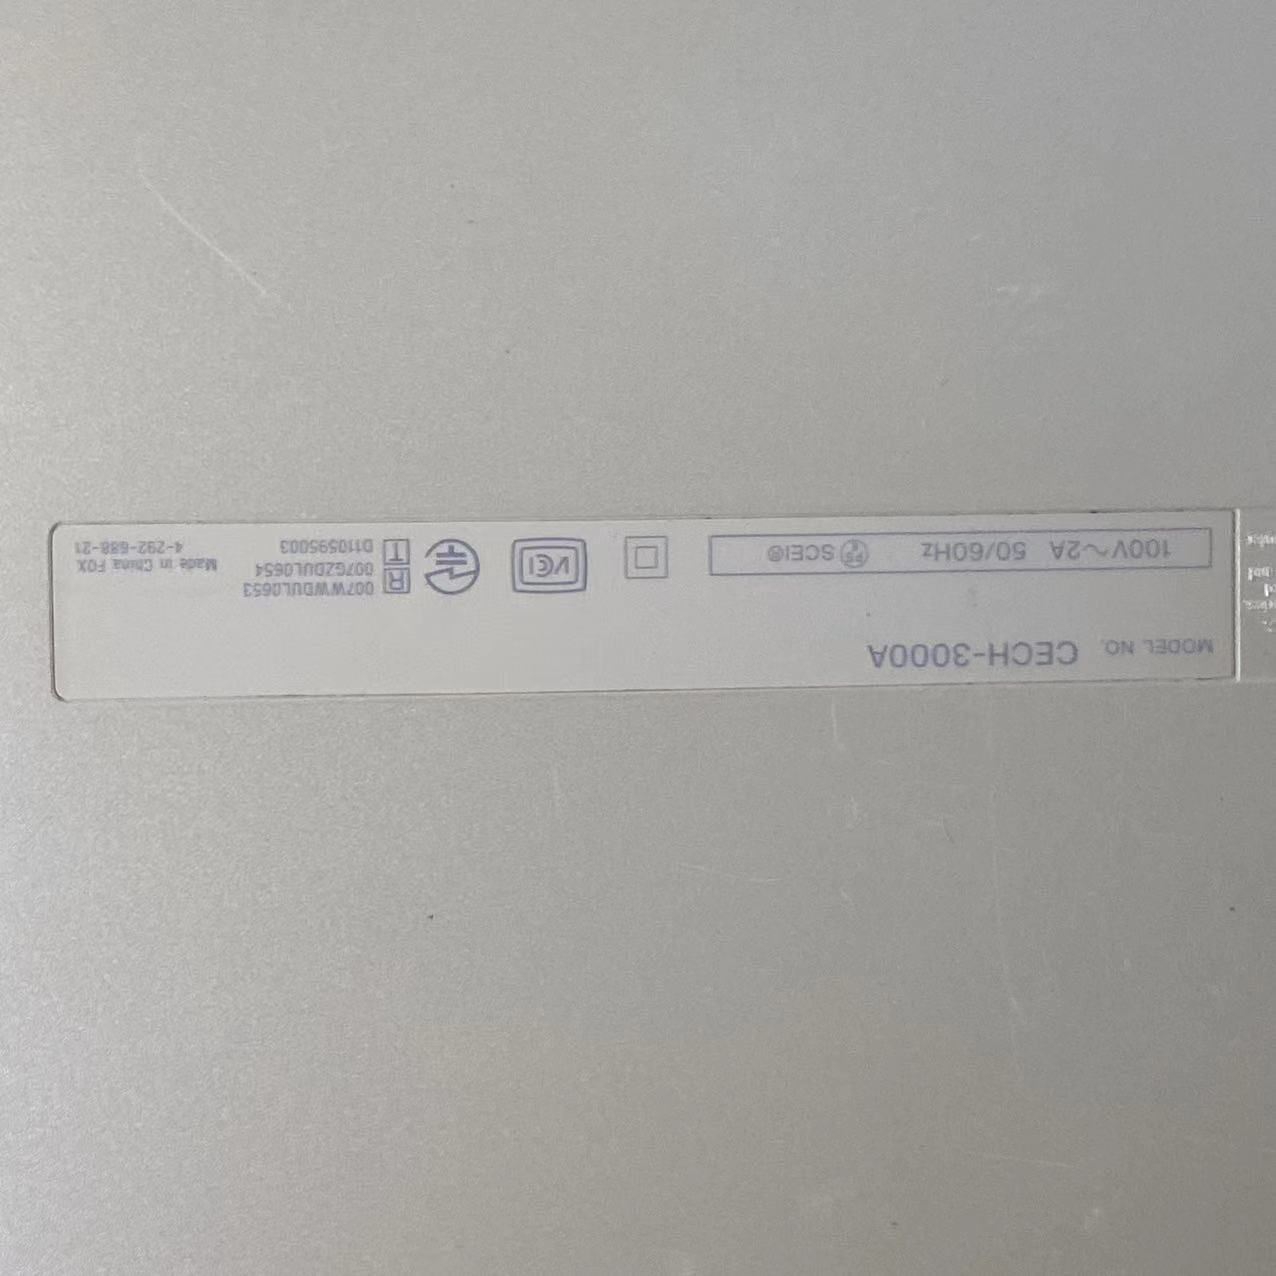 MODEL NO. CECH-3000A
100V～2A 50/60Hz PSE SCEI®
VCI
R 007WWDUL0653
007GZDUL0654
T D110595003
Made in China FOX
4-292-688-21